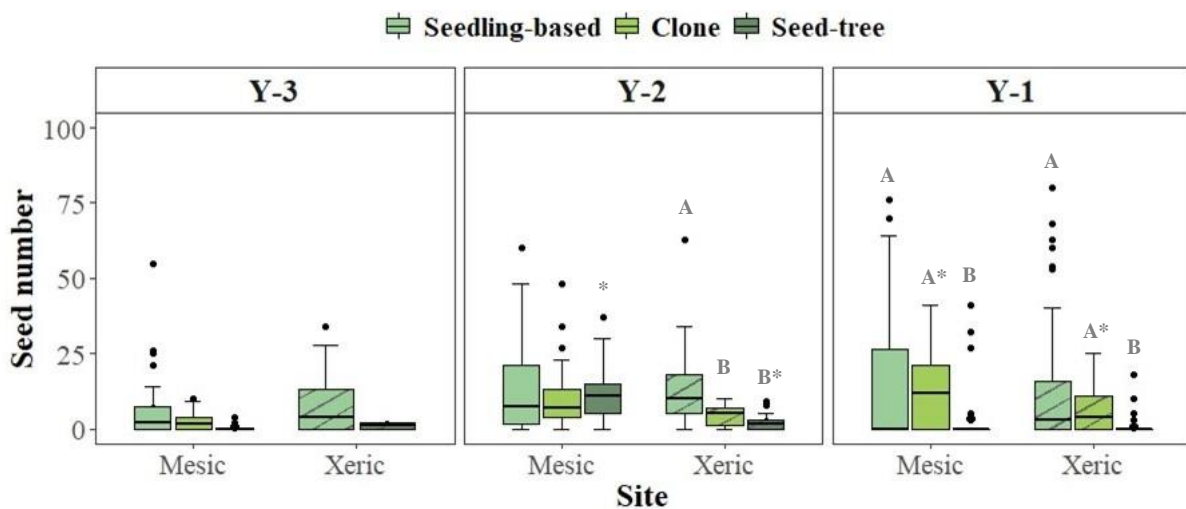 Seedling-based Clone Seed-tree
Y-3 Y-2 Y-1
100
75
50
25
0
Seed number
A
B
B*
*
A
A*
B
A
A*
B
Mesic Xeric Mesic Xeric Mesic Xeric
Site